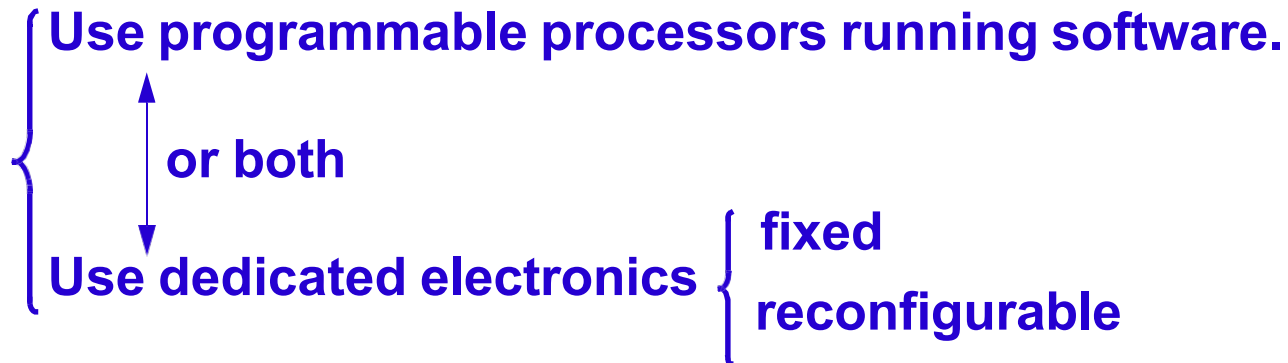 Use programmable processors running software.
or both
Use dedicated electronics
fixed
reconfigurable